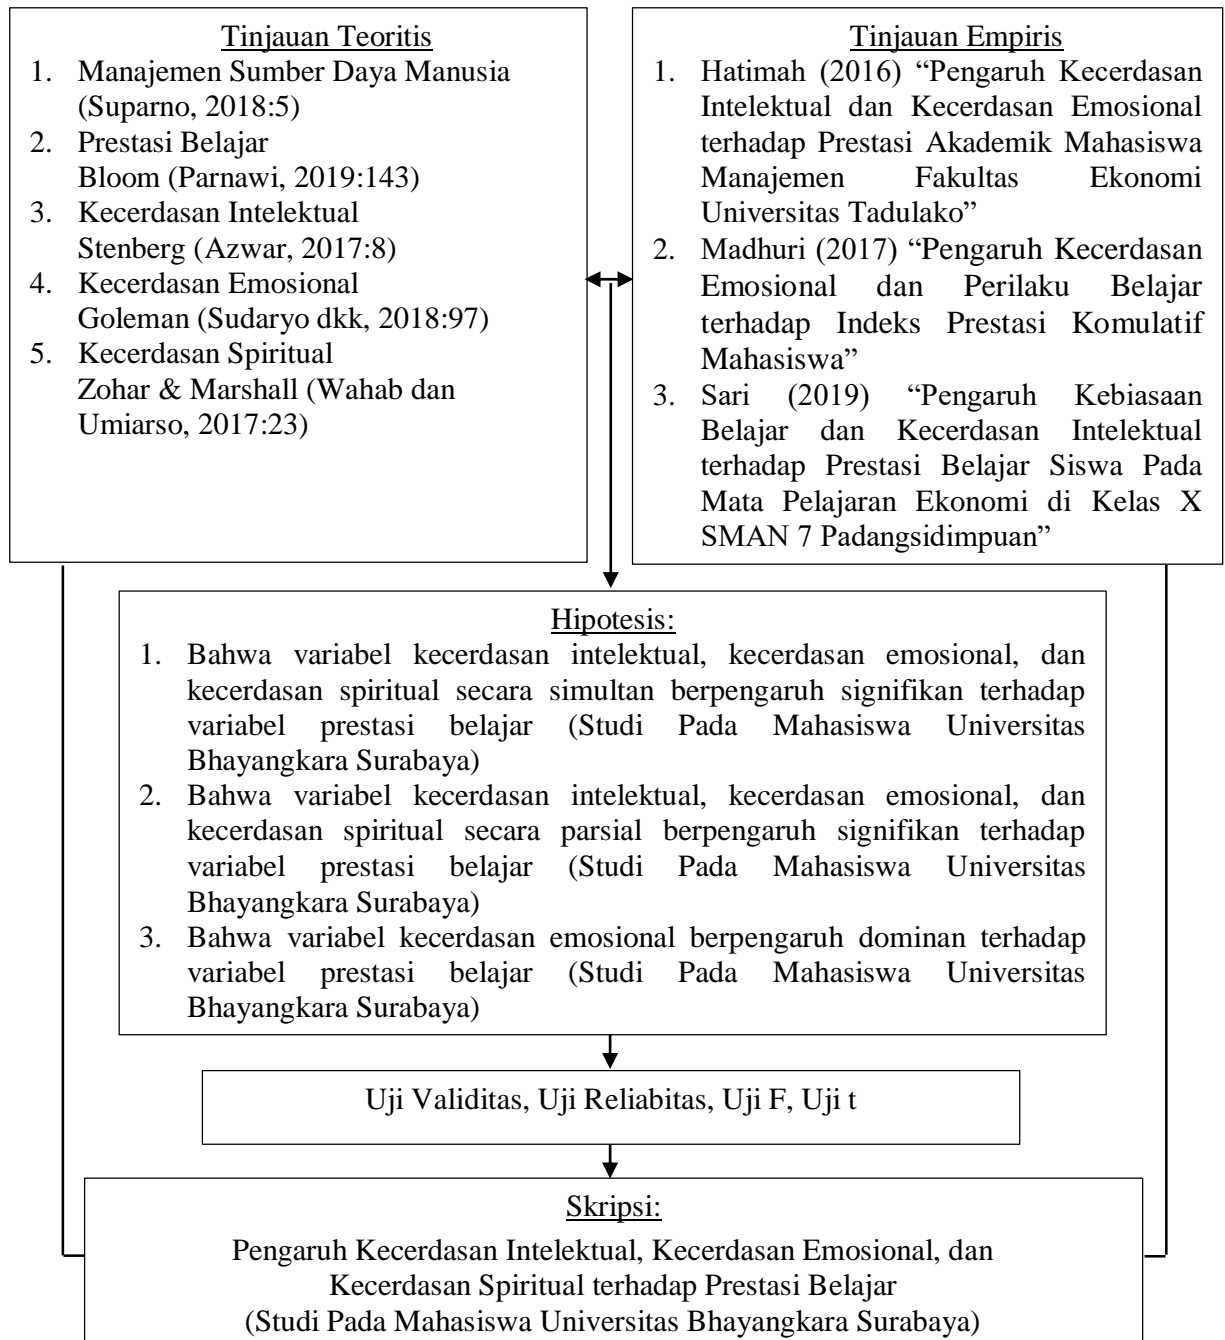 Tinjauan Teoritis
1. Manajemen Sumber Daya Manusia
(Suparno, 2018:5)
2. Prestasi Belajar
Bloom (Parnawi, 2019:143)
3. Kecerdasan Intelektual
Stenberg (Azwar, 2017:8)
4. Kecerdasan Emosional
Goleman (Sudaryo dkk, 2018:97)
5. Kecerdasan Spiritual
Zohar & Marshall (Wahab dan
Umiarso, 2017:23)
Tinjauan Empiris
1. Hatimah (2016) “Pengaruh Kecerdasan
Intelektual dan Kecerdasan Emosional
terhadap Prestasi Akademik Mahasiswa
Manajemen Fakultas Ekonomi
Universitas Tadulako”
2. Madhuri (2017) “Pengaruh Kecerdasan
Emosional dan Perilaku Belajar
terhadap Indeks Prestasi Komulatif
Mahasiswa”
3. Sari (2019) “Pengaruh Kebiasaan
Belajar dan Kecerdasan Intelektual
terhadap Prestasi Belajar Siswa Pada
Mata Pelajaran Ekonomi di Kelas X
SMAN 7 Padangsidimpuan”
Hipotesis:
1. Bahwa variabel kecerdasan intelektual, kecerdasan emosional, dan
kecerdasan spiritual secara simultan berpengaruh signifikan terhadap
variabel prestasi belajar (Studi Pada Mahasiswa Universitas
Bhayangkara Surabaya)
2. Bahwa variabel kecerdasan intelektual, kecerdasan emosional, dan
kecerdasan spiritual secara parsial berpengaruh signifikan terhadap
variabel prestasi belajar (Studi Pada Mahasiswa Universitas
Bhayangkara Surabaya)
3. Bahwa variabel kecerdasan emosional berpengaruh dominan terhadap
variabel prestasi belajar (Studi Pada Mahasiswa Universitas
Bhayangkara Surabaya)
Uji Validitas, Uji Reliabitas, Uji F, Uji t
Skripsi:
Pengaruh Kecerdasan Intelektual, Kecerdasan Emosional, dan
Kecerdasan Spiritual terhadap Prestasi Belajar
(Studi Pada Mahasiswa Universitas Bhayangkara Surabaya)